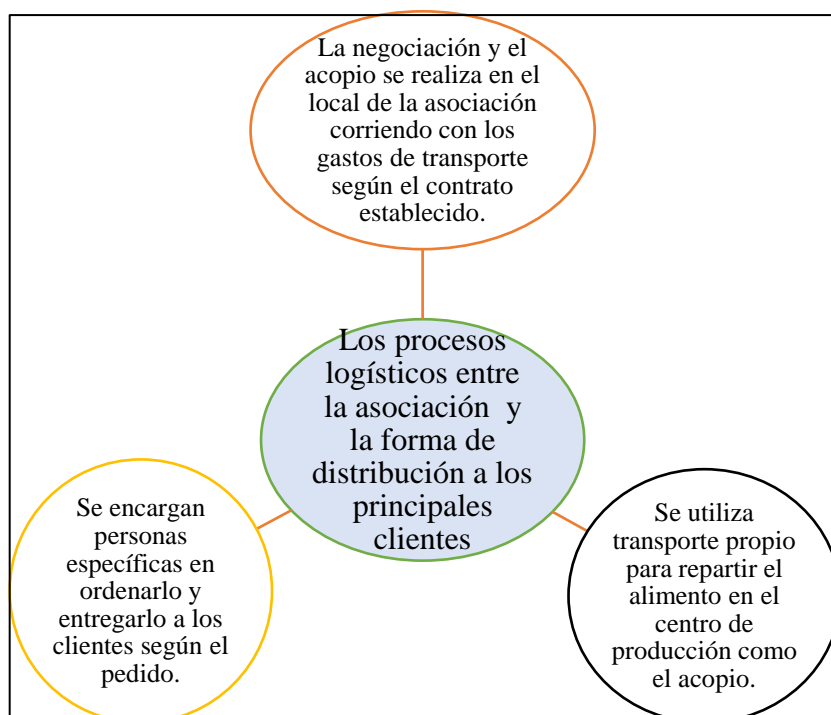 La negociación y el
acopio se realiza en el
local de la asociación
corriendo con los
gastos de transporte
según el contrato
establecido.
Los procesos
logísticos entre
la asociación y
la forma de
distribución a los
principales
clientes
Se encargan
personas
específicas en
ordenarlo y
entregarlo a los
clientes según el
pedido.
Se utiliza
transporte propio
para repartir el
alimento en el
centro de
producción como
el acopio.